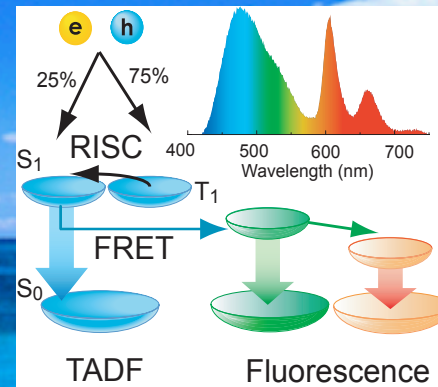 e h
25% 75%
RISC
S1 T1
400 500 600 700
Wavelength (nm)
FRET
S0
TADF Fluorescence